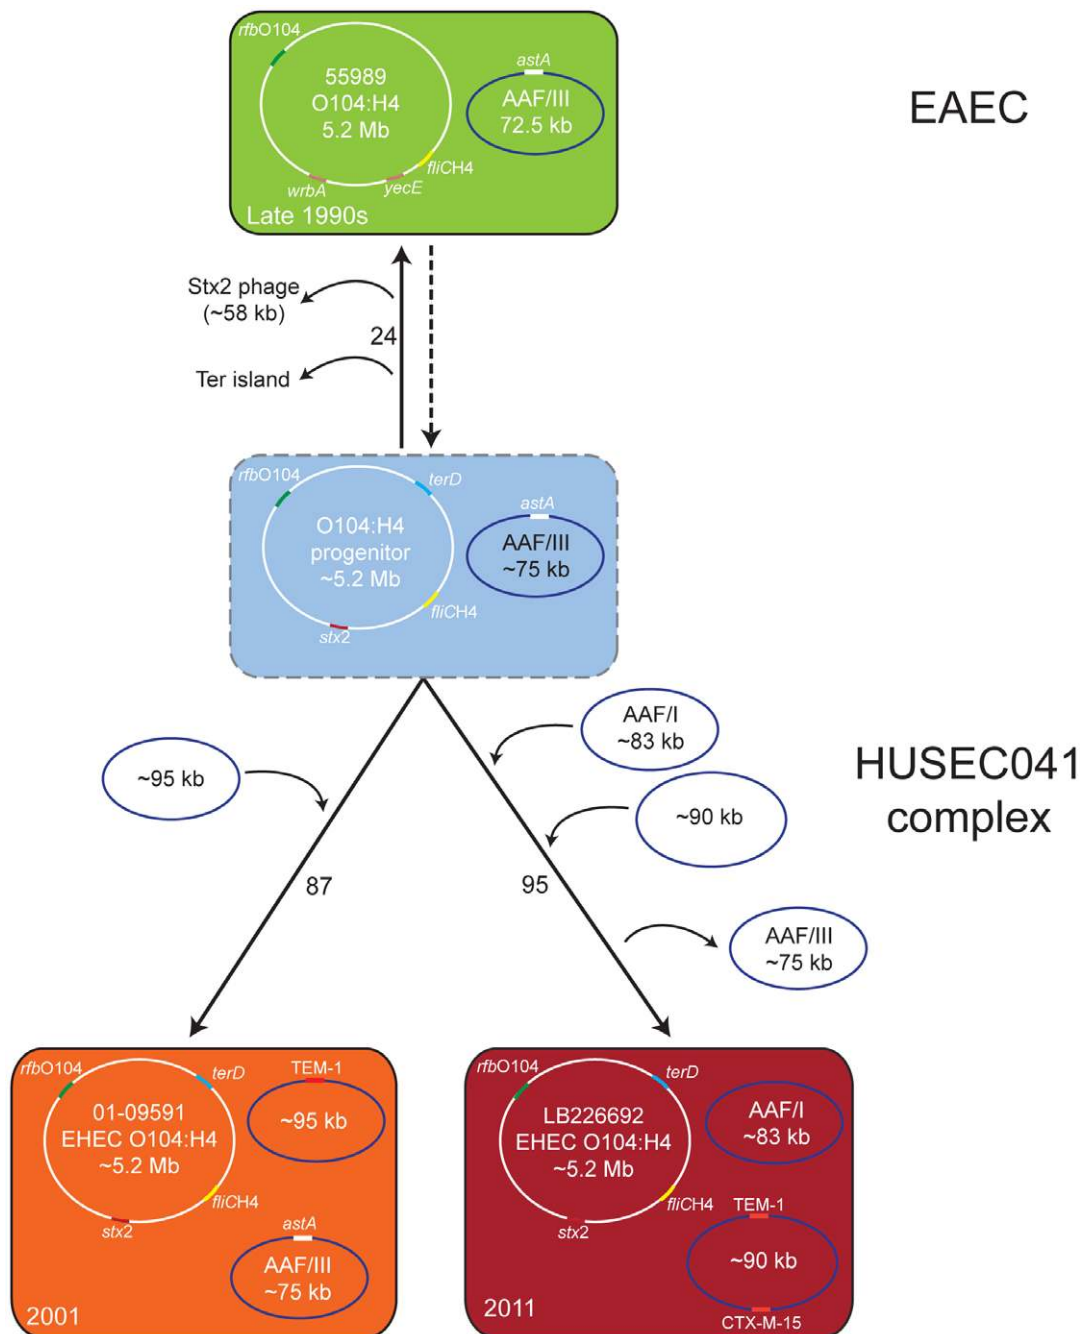 rfbO104
55989
O104:H4
5.2 Mb
wrbA
yecE
fliCH4
astA
AAF/III
72.5 kb
Late 1990s
EAEC
Stx2 phage
(~58 kb)
24
Ter island
rfbO104
terD
O104:H4
progenitor
~5.2 Mb
fliCH4
stx2
astA
AAF/III
~75 kb
~95 kb
87
AAF/I
~83 kb
~90 kb
95
AAF/III
~75 kb
HUSEC041
complex
rfbO104
terD
01-09591
EHEC O104:H4
~5.2 Mb
fliCH4
stx2
TEM-1
~95 kb
astA
AAF/III
~75 kb
2001
rfbO104
terD
LB226692
EHEC O104:H4
~5.2 Mb
fliCH4
stx2
AAF/I
~83 kb
TEM-1
~90 kb
CTX-M-15
2011